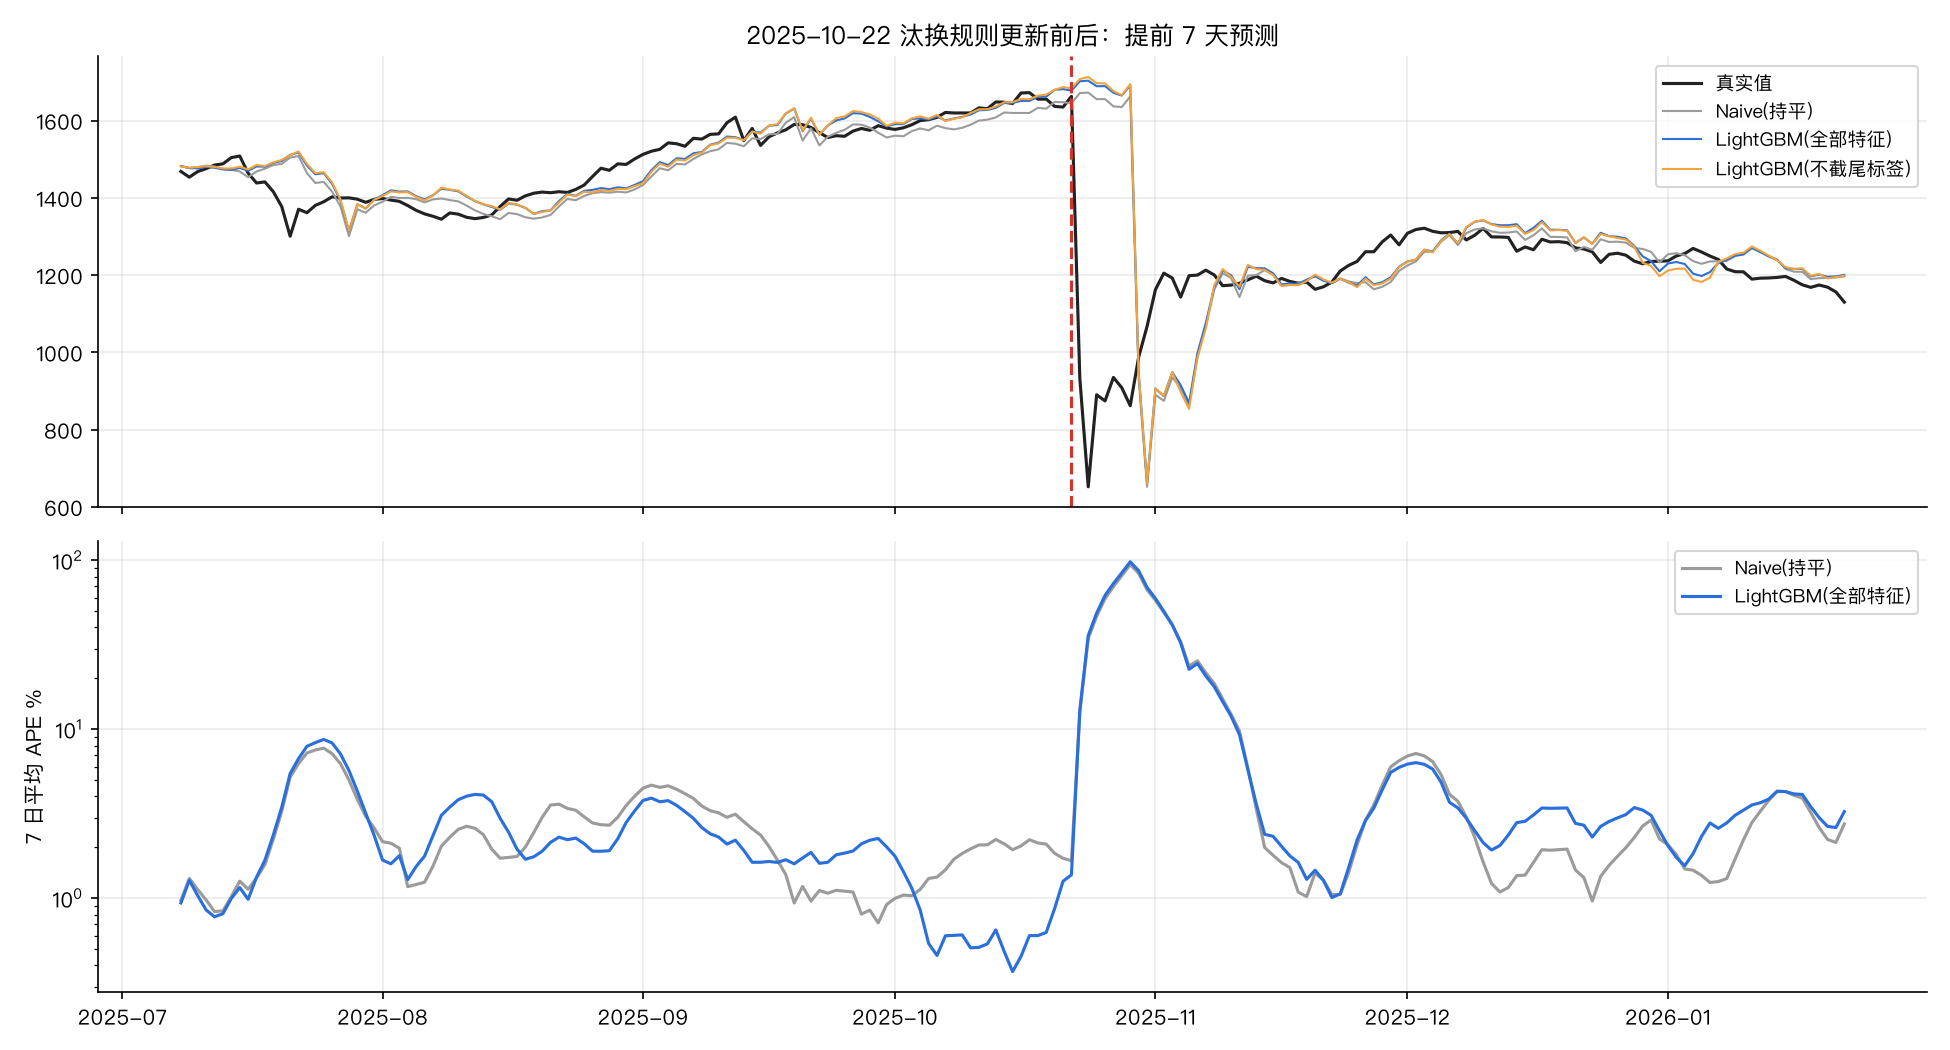 2025-10-22 汰换规则更新前后：提前 7 天预测
真实值
Naive(持平)
LightGBM(全部特征)
LightGBM(不截尾标签)
1600
1400
1200
1000
800
600
Naive(持平)
LightGBM(全部特征)
7 日平均 APE %
10²
10¹
10⁰
2025-07
2025-08
2025-09
2025-10
2025-11
2025-12
2026-01